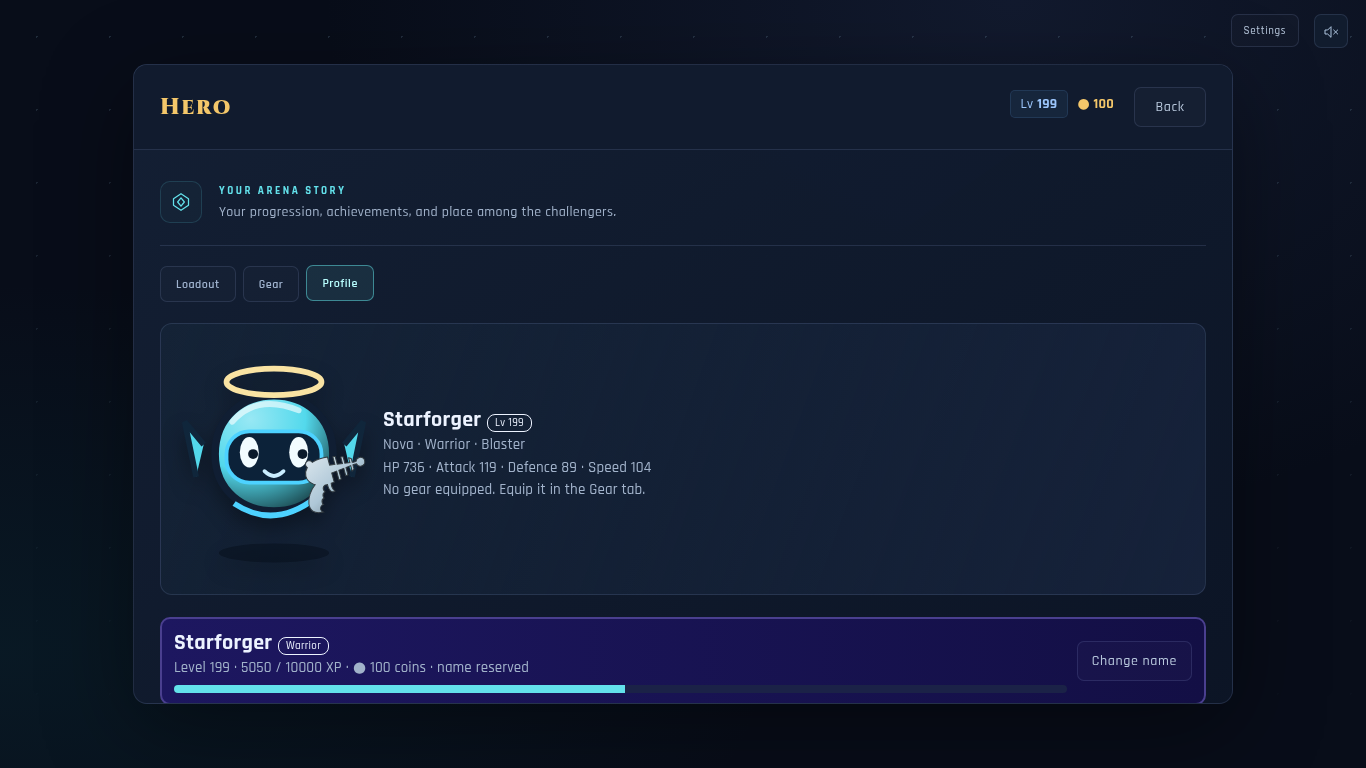 Settings
Hero
Lv 199
100
Back
YOUR ARENA STORY
Your progression, achievements, and place among the challengers.
Loadout
Gear
Profile
Starforger Lv 199
Nova · Warrior · Blaster
HP 736 · Attack 119 · Defence 89 · Speed 104
No gear equipped. Equip it in the Gear tab.
Starforger Warrior
Level 199 · 5050 / 10000 XP · 100 coins · name reserved
Change name